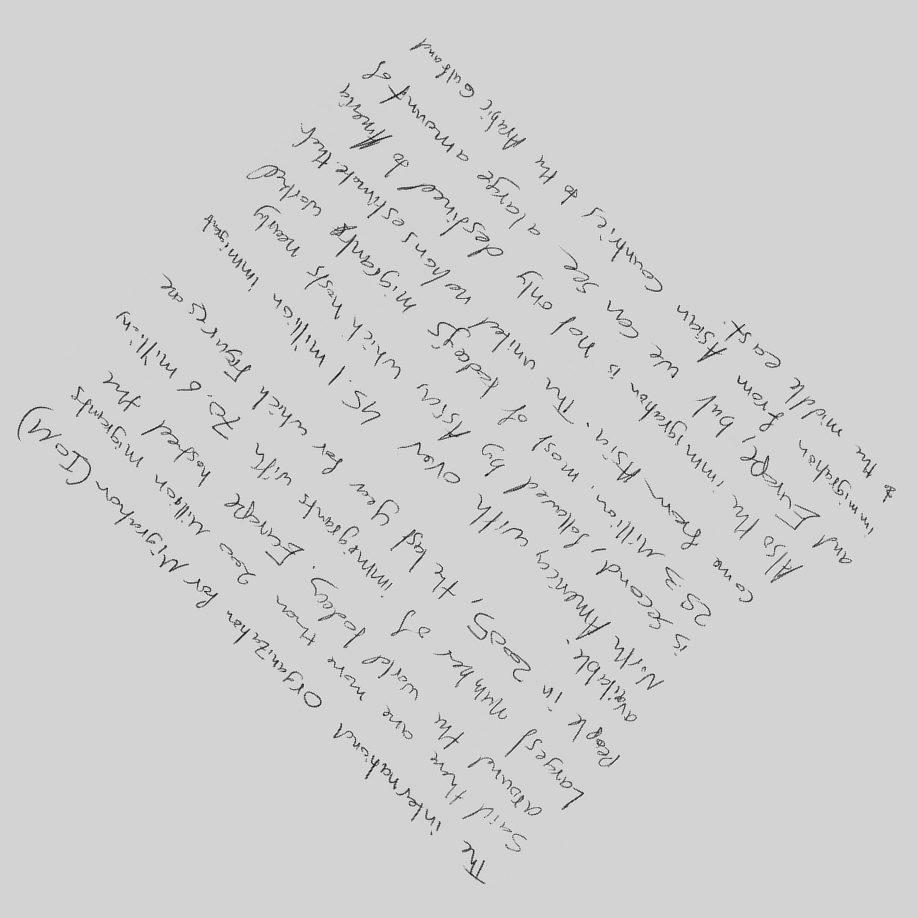 The international Organization for Migration (IOM)
Said there are more than 200 million migrants
around the world today. Europe hosted the
Largest number of immigrants with 70.6 million
People in 2005, the last year for which Figures are
available.
North America, with over 45.1 million immigrant
is second, followed by Asia, which hosts nearly
25.3 million. most of today's migrants worked
come from Asia. The united nations estimate that
Also the immigration is not only destined to America
and Europe, but we can see a large amount of
immigration from Asian countries to the Arabic Gulf and
to the middle east.